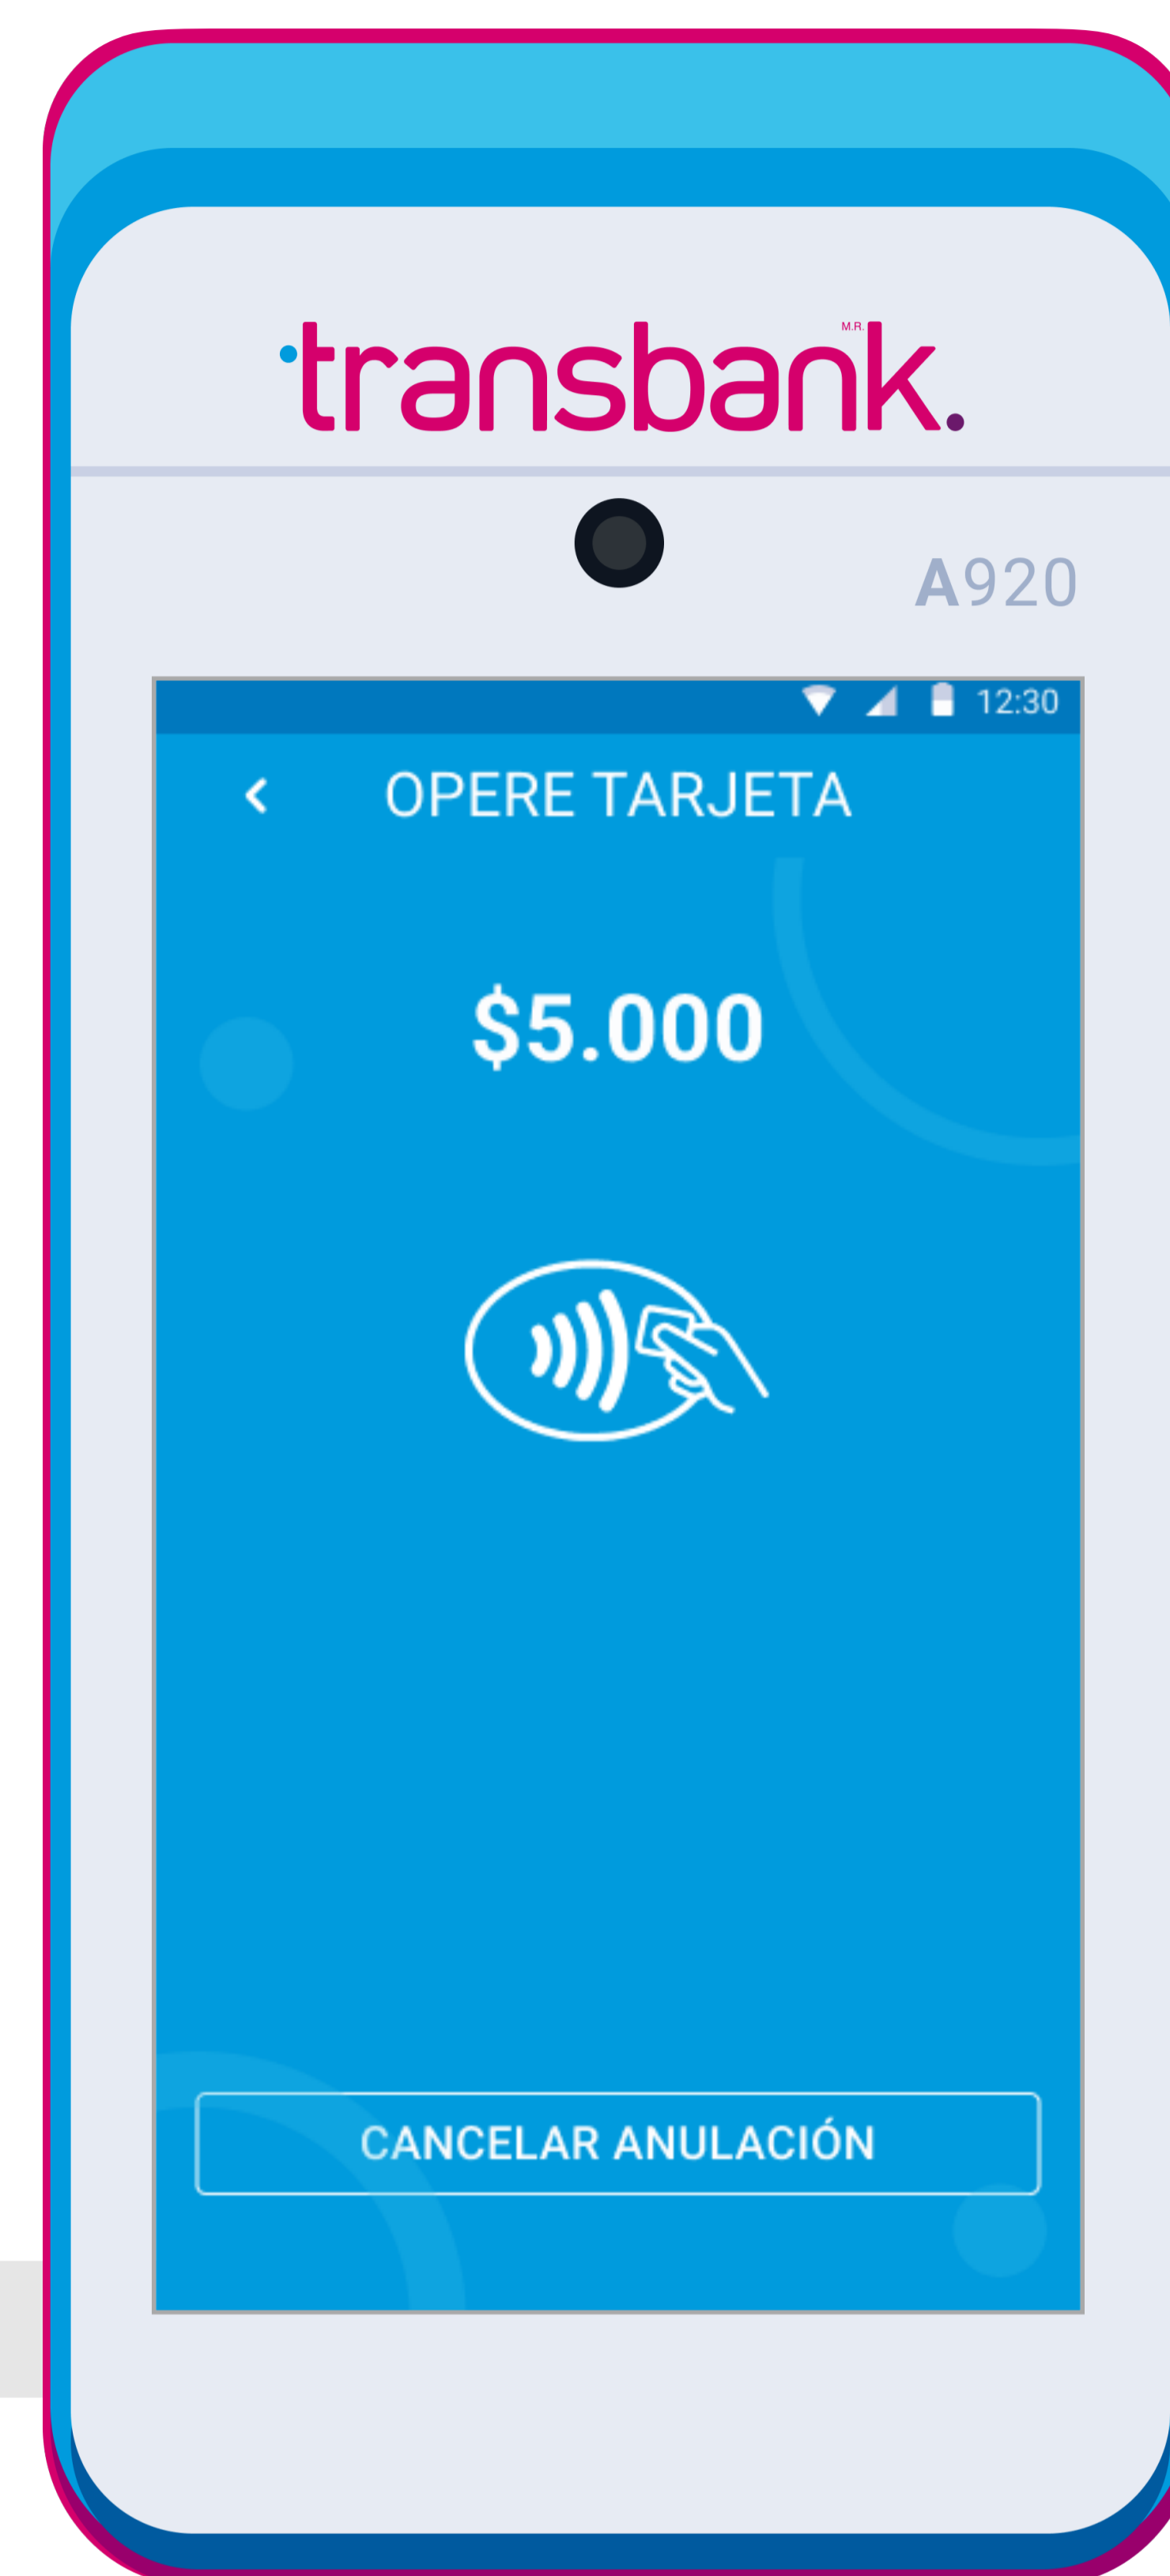 transbank.
M.R.
A920
12:30
OPERE TARJETA
$5.000
CANCELAR ANULACIÓN